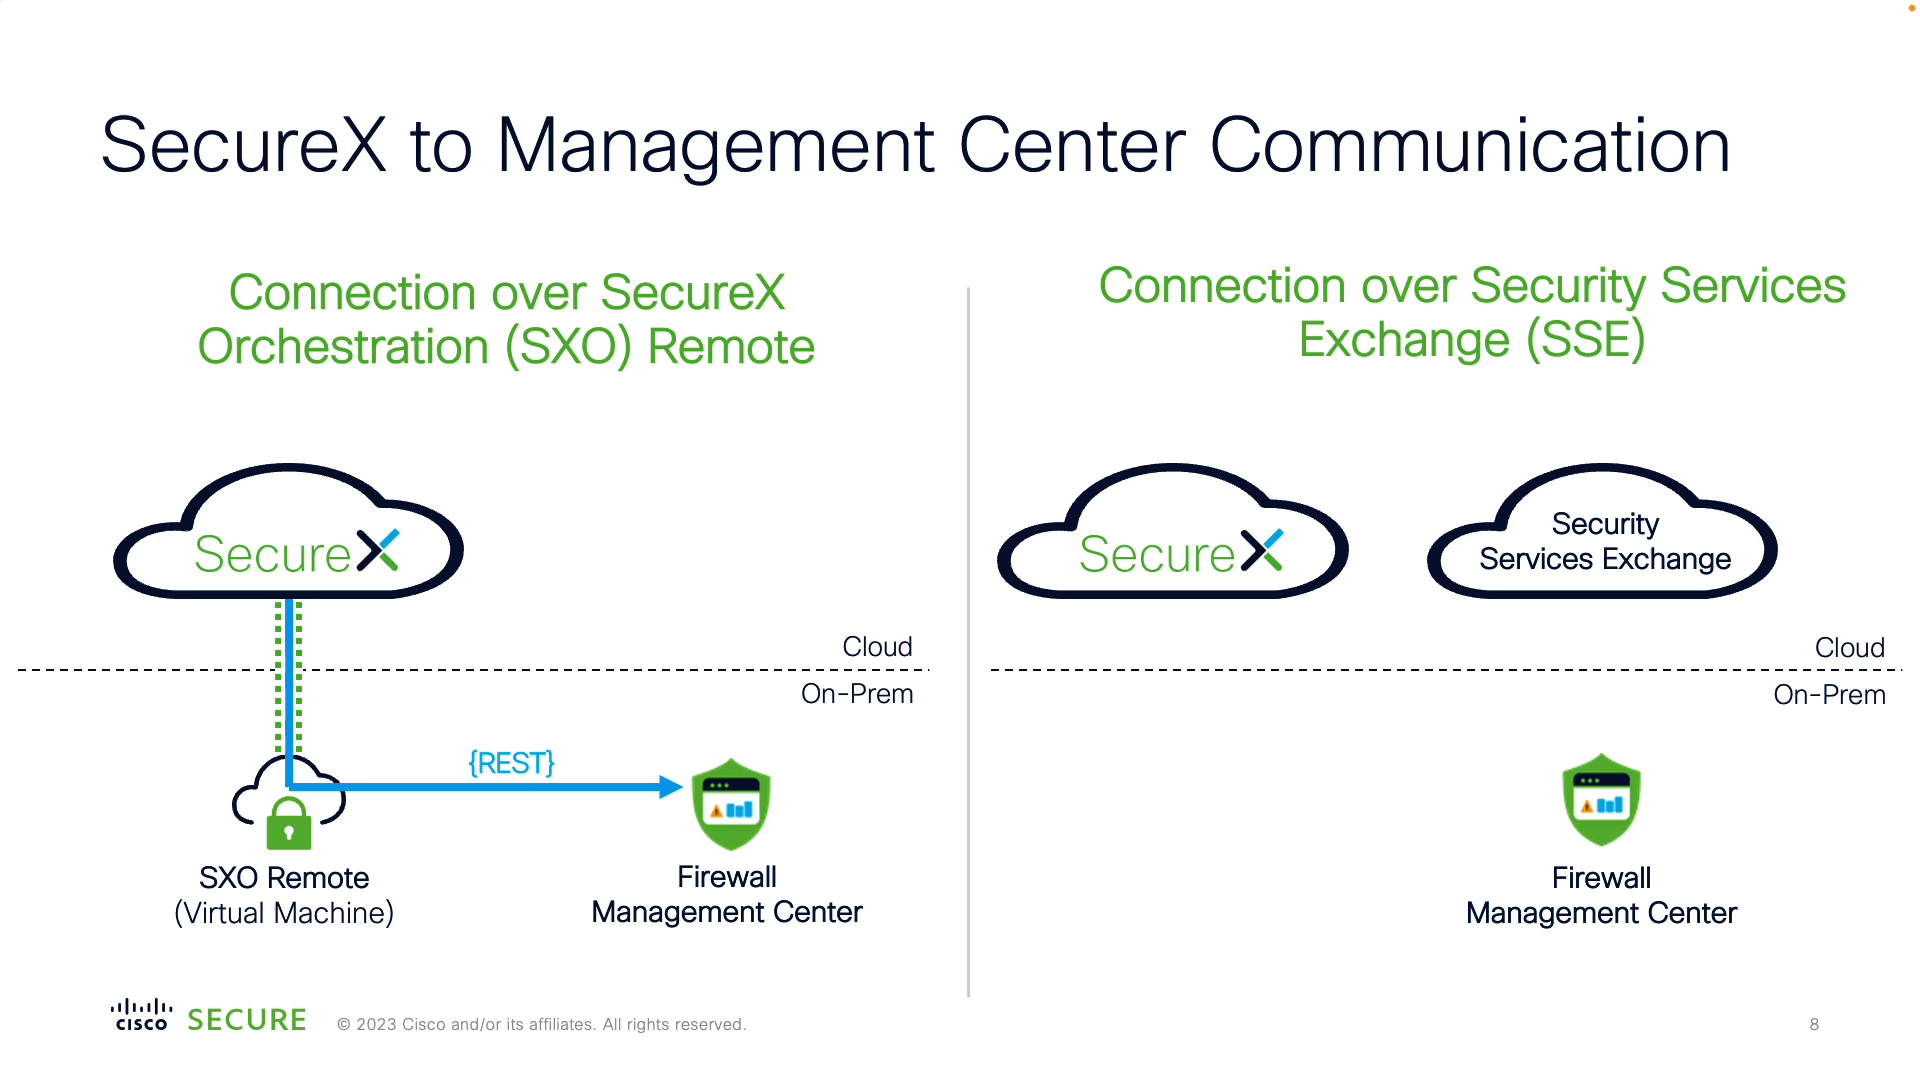 SecureX to Management Center Communication
Connection over SecureX
Orchestration (SXO) Remote
SecureX
Cloud
On-Prem
{REST}
SXO Remote
(Virtual Machine)
Firewall
Management Center
Connection over Security Services
Exchange (SSE)
SecureX
Security
Services Exchange
Cloud
On-Prem
Firewall
Management Center
CISCO SECURE
© 2023 Cisco and/or its affiliates. All rights reserved.
8